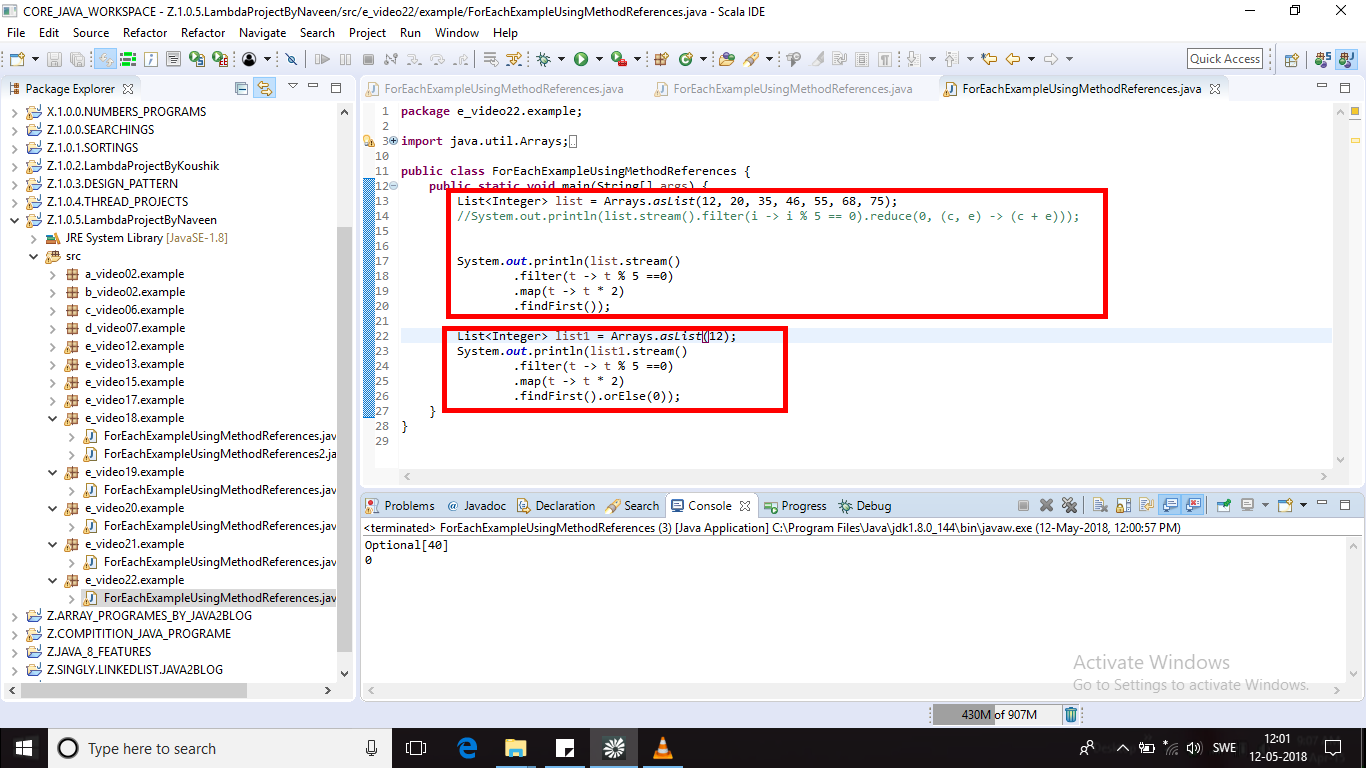 CORE_JAVA_WORKSPACE - Z.1.0.5.LambdaProjectByNaveen/src/e_video22/example/ForEachExampleUsingMethodReferences.java - Scala IDE
File Edit Source Refactor Refactor Navigate Search Project Run Window Help
Quick Access
Package Explorer
X.1.0.0.NUMBERS_PROGRAMS
Z.1.0.0.SEARCHINGS
Z.1.0.1.SORTINGS
Z.1.0.2.LambdaProjectByKoushik
Z.1.0.3.DESIGN_PATTERN
Z.1.0.4.THREAD_PROJECTS
Z.1.0.5.LambdaProjectByNaveen
JRE System Library [JavaSE-1.8]
src
a_video02.example
b_video02.example
c_video06.example
d_video07.example
e_video12.example
e_video13.example
e_video15.example
e_video17.example
e_video18.example
ForEachExampleUsingMethodReferences.jav
ForEachExampleUsingMethodReferences2.ja
e_video19.example
ForEachExampleUsingMethodReferences.jav
e_video20.example
ForEachExampleUsingMethodReferences.jav
e_video21.example
ForEachExampleUsingMethodReferences.jav
e_video22.example
ForEachExampleUsingMethodReferences.jav
Z.ARRAY_PROGRAMES_BY_JAVA2BLOG
Z.COMPITITION_JAVA_PROGRAME
Z.JAVA_8_FEATURES
Z.SINGLY.LINKEDLIST.JAVA2BLOG
ForEachExampleUsingMethodReferences.java ForEachExampleUsingMethodReferences.java ForEachExampleUsingMethodReferences.java
1 package e_video22.example;
2
3 import java.util.Arrays;
10
11 public class ForEachExampleUsingMethodReferences {
12 public static void main(String[] args) {
13 List<Integer> list = Arrays.asList(12, 20, 35, 46, 55, 68, 75);
14 //System.out.println(list.stream().filter(i -> i % 5 == 0).reduce(0, (c, e) -> (c + e)));
15
16
17 System.out.println(list.stream()
18 .filter(t -> t % 5 ==0)
19 .map(t -> t * 2)
20 .findFirst());
21
22 List<Integer> list1 = Arrays.asList(12);
23 System.out.println(list1.stream()
24 .filter(t -> t % 5 ==0)
25 .map(t -> t * 2)
26 .findFirst().orElse(0));
27 }
28 }
29
Problems @ Javadoc Declaration Search Console Progress Debug
<terminated> ForEachExampleUsingMethodReferences (3) [Java Application] C:\Program Files\Java\jdk1.8.0_144\bin\javaw.exe (12-May-2018, 12:00:57 PM)
Optional[40]
0
Activate Windows
Go to Settings to activate Windows.
430M of 907M
Type here to search
SWE
12:01
12-05-2018